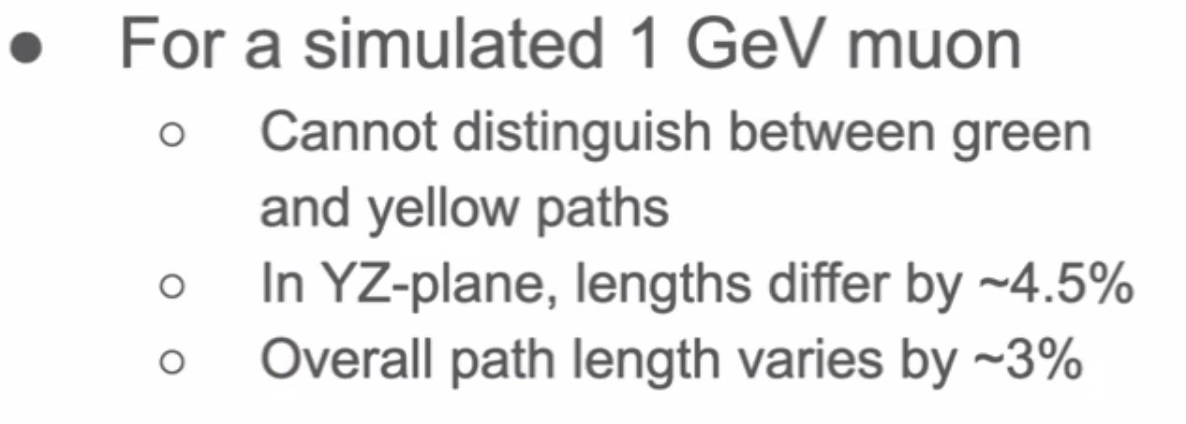 ● For a simulated 1 GeV muon
○ Cannot distinguish between green
and yellow paths
○ In YZ-plane, lengths differ by ~4.5%
○ Overall path length varies by ~3%